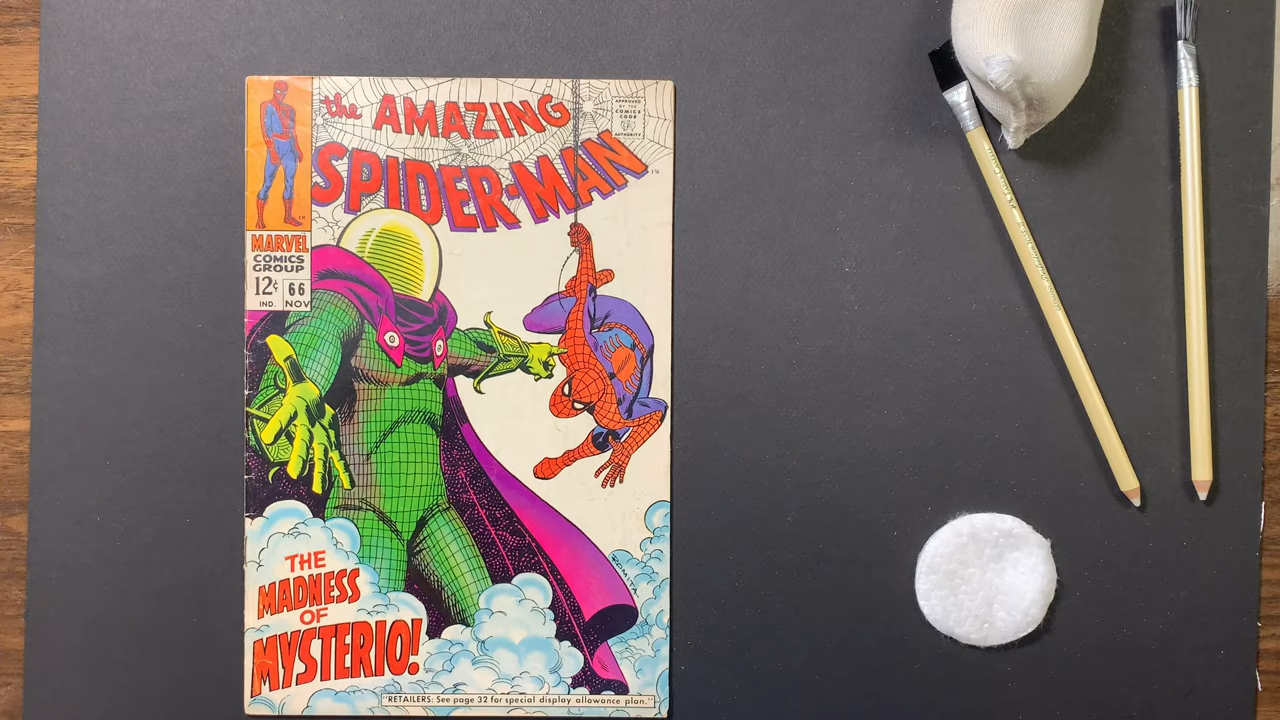 the AMAZING
SPIDER-MAN
TM
APPROVED
BY THE
COMICS
CODE
AUTHORITY
MARVEL
COMICS
GROUP
12¢
IND.
66
NOV
ROMITA
THE
MADNESS
OF
MYSTERIO!
"RETAILERS: See page 32 for special display allowance plan."